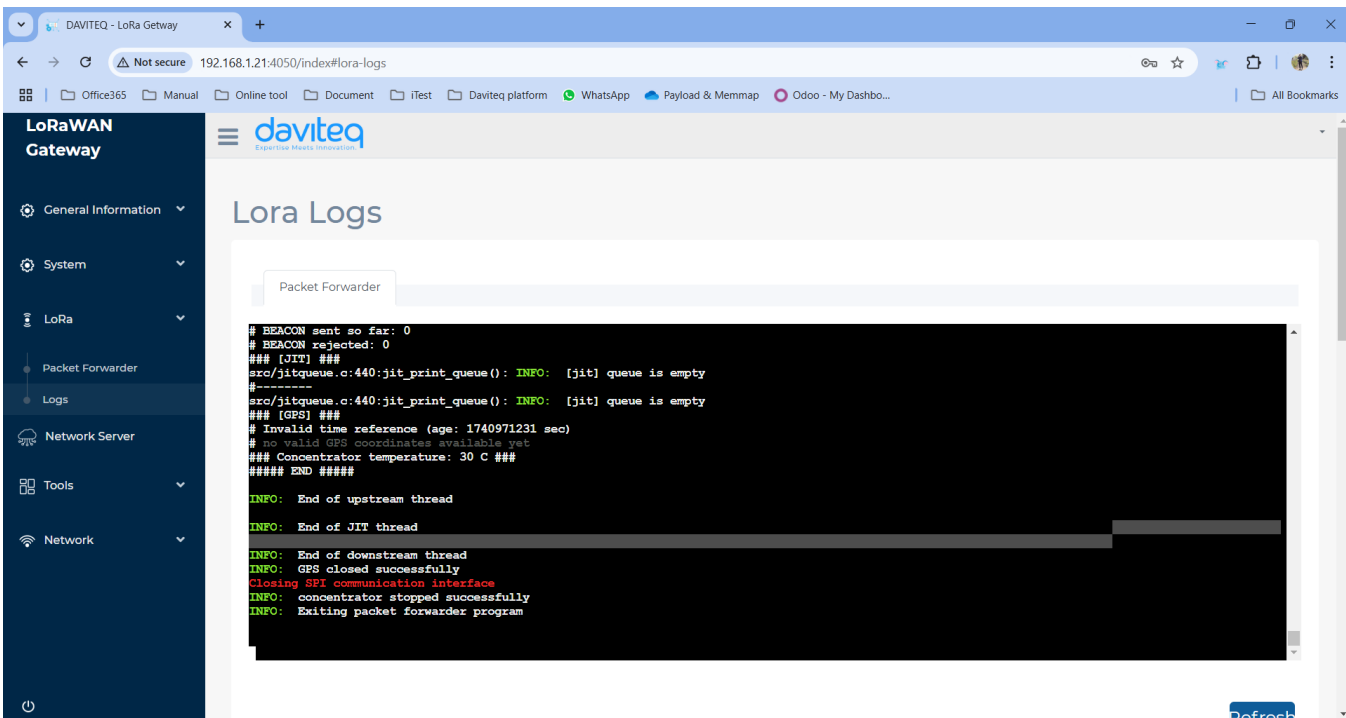 DAVITEQ - LoRa Getway
Not secure
192.168.1.21:4050/index#lora-logs
Office365
Manual
Online tool
Document
iTest
Daviteq platform
WhatsApp
Payload & Memmap
Odoo - My Dashbo...
All Bookmarks
LoRaWAN
Gateway
daviteq
Expertise Meets Innovation.
General Information
System
LoRa
Packet Forwarder
Logs
Network Server
Tools
Network
Lora Logs
Packet Forwarder
# BEACON sent so far: 0
# BEACON rejected: 0
### [JIT] ###
src/jitqueue.c:440:jit_print_queue(): INFO: [jit] queue is empty
#--------
src/jitqueue.c:440:jit_print_queue(): INFO: [jit] queue is empty
### [GPS] ###
# Invalid time reference (age: 1740971231 sec)
# no valid GPS coordinates available yet
### Concentrator temperature: 30 C ###
##### END #####
INFO: End of upstream thread
INFO: End of JIT thread
INFO: End of downstream thread
INFO: GPS closed successfully
Closing SPI communication interface
INFO: concentrator stopped successfully
INFO: Exiting packet forwarder program
Refresh